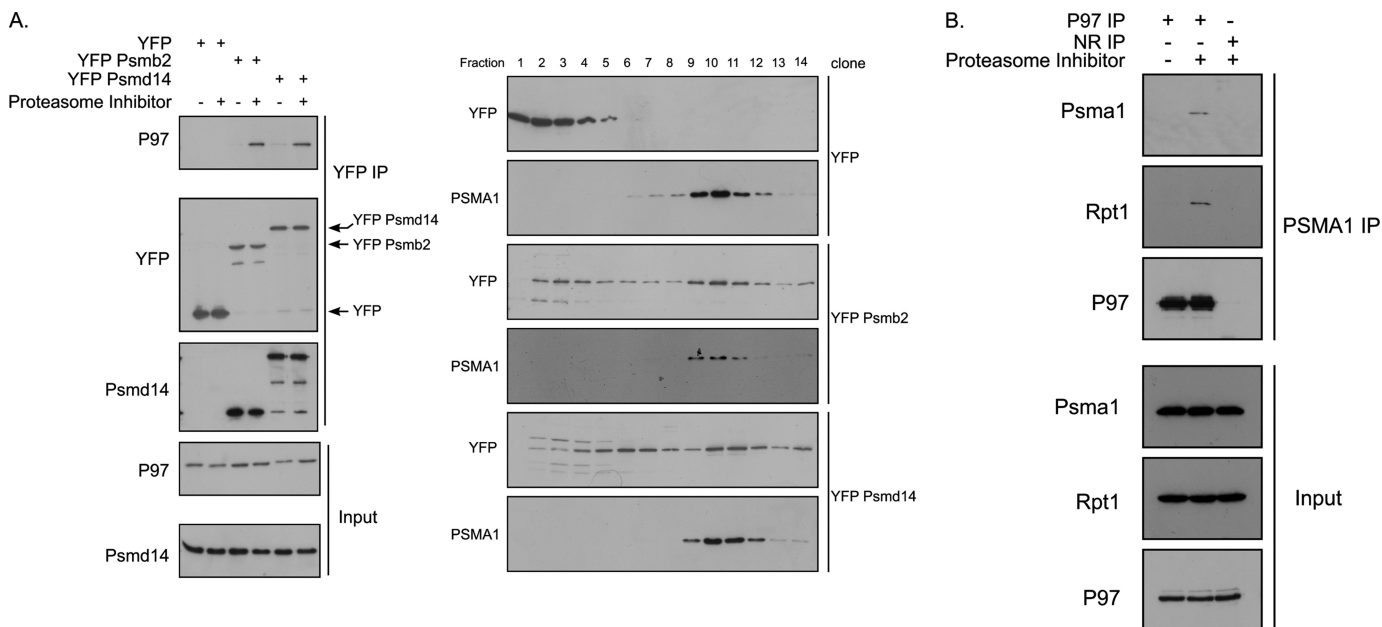 A.
YFP + +
YFP Psmb2 + +
YFP Psmd14 + +
Proteasome Inhibitor - + - + - +
P97
YFP IP
YFP
YFP Psmd14
YFP Psmb2
YFP
Psmd14
P97
Input
Psmd14
Fraction 1 2 3 4 5 6 7 8 9 10 11 12 13 14 clone
YFP
YFP
PSMA1
YFP
YFP Psmb2
PSMA1
YFP
YFP Psmd14
PSMA1
B.
P97 IP + + -
NR IP - - +
Proteasome Inhibitor - + +
Psma1
Rpt1
PSMA1 IP
P97
Psma1
Rpt1
Input
P97